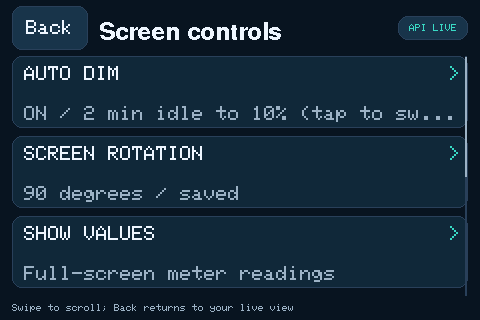 Back
Screen controls
API LIVE
AUTO DIM
ON / 2 min idle to 10% (tap to sw...
SCREEN ROTATION
90 degrees / saved
SHOW VALUES
Full-screen meter readings
Swipe to scroll; Back returns to your live view